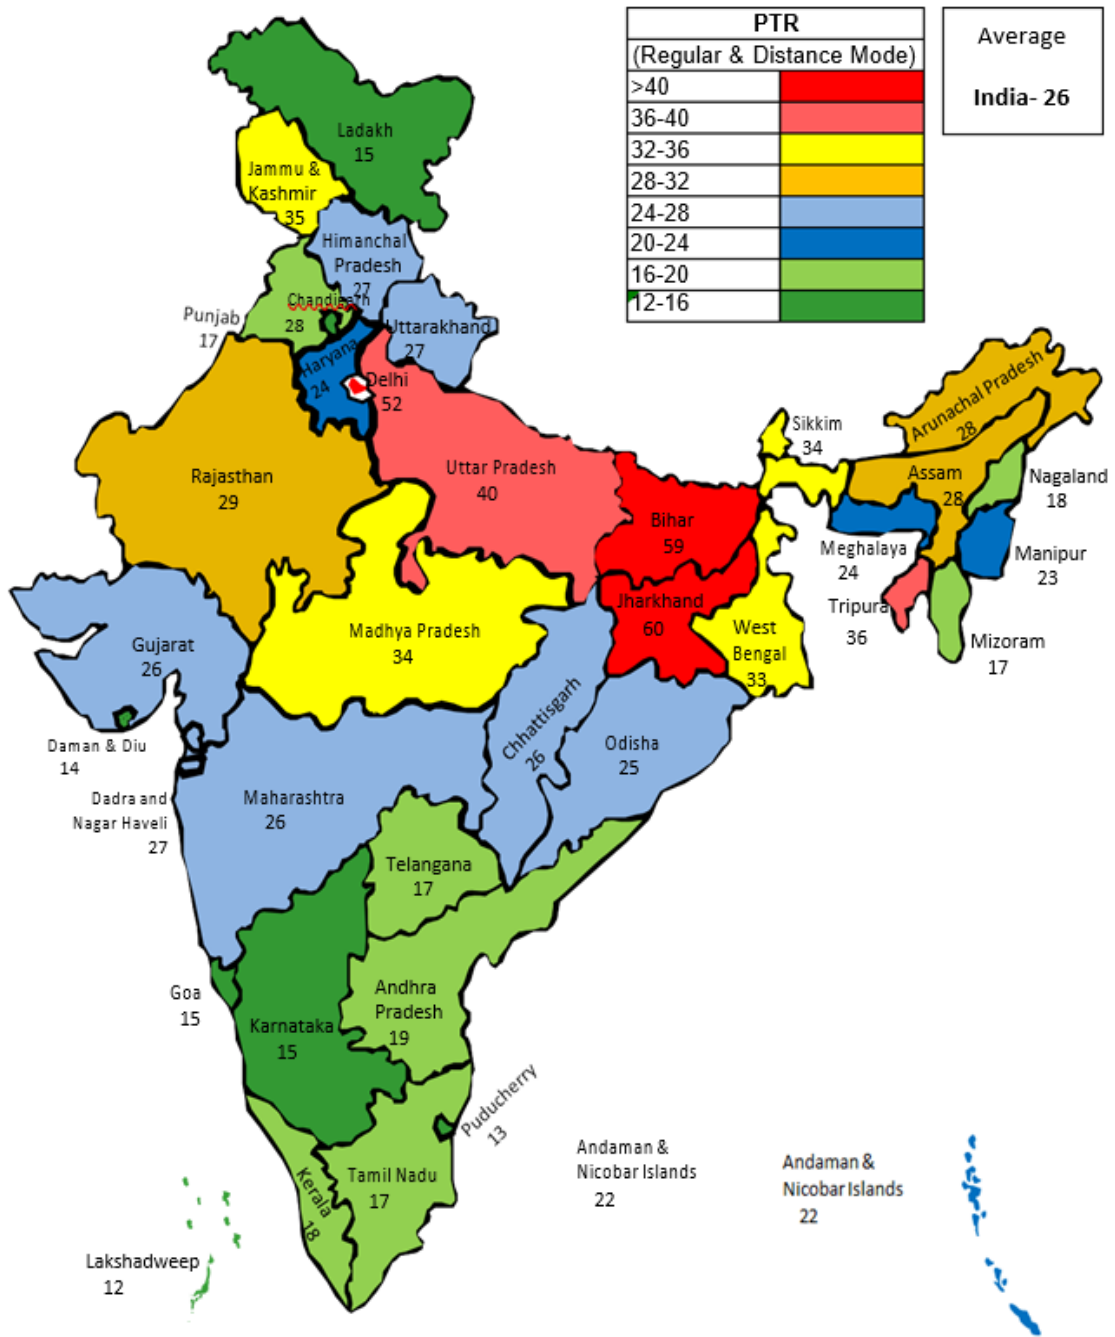 PTR
(Regular & Distance Mode)
>40
36-40
32-36
28-32
24-28
20-24
16-20
12-16
Average
India- 26
Ladakh
15
Jammu &
Kashmir
35
Himanchal
Pradesh
27
Chandigarh
28
Punjab
17
Uttarakhand
27
Haryana
24
Delhi
52
Rajasthan
29
Uttar Pradesh
40
Bihar
59
Sikkim
34
Arunachal Pradesh
28
Assam
28
Nagaland
18
Meghalaya
24
Manipur
23
Tripura
36
Mizoram
17
Jharkhand
60
West
Bengal
33
Madhya Pradesh
34
Gujarat
26
Daman & Diu
14
Dadra and
Nagar Haveli
27
Chhattisgarh
26
Odisha
25
Maharashtra
26
Telangana
17
Goa
15
Karnataka
15
Andhra
Pradesh
19
Puducherry
13
Kerala
18
Tamil Nadu
17
Lakshadweep
12
Andaman &
Nicobar Islands
22
Andaman &
Nicobar Islands
22